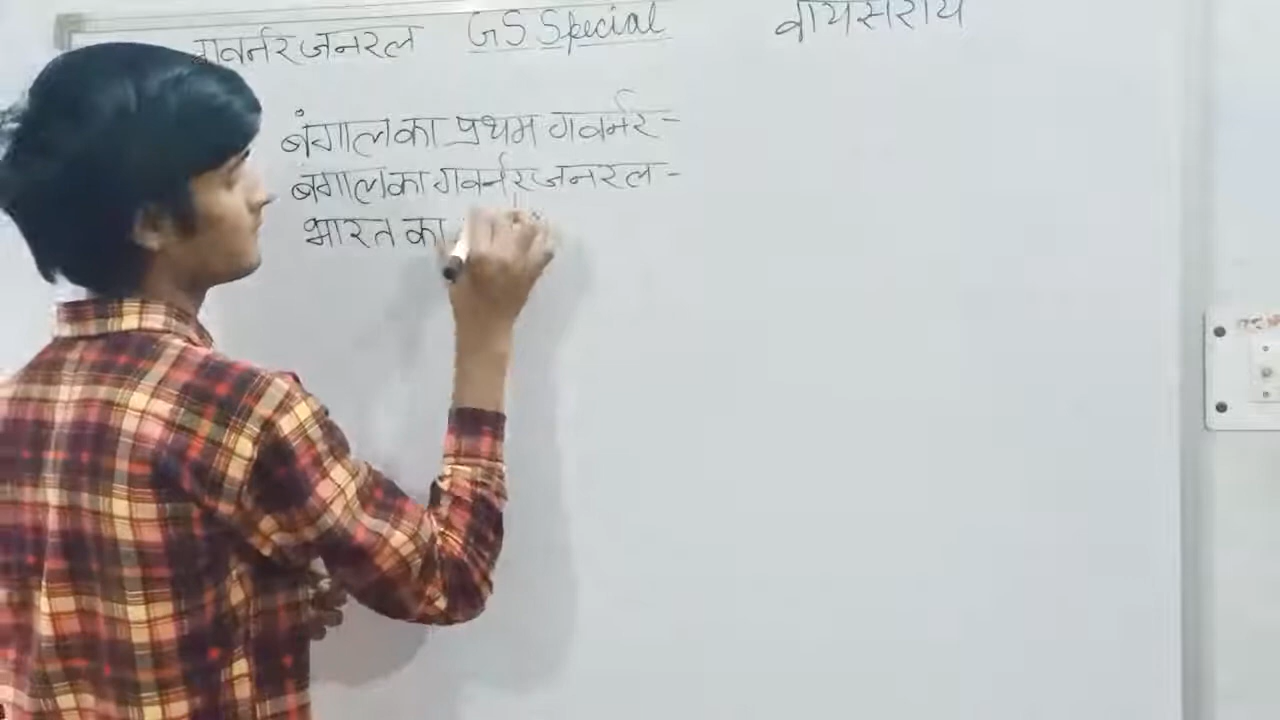 गवर्नर जनरल GS Special वायसराय
बंगाल का प्रथम गवर्नर -
बंगाल का गवर्नर जनरल -
भारत का